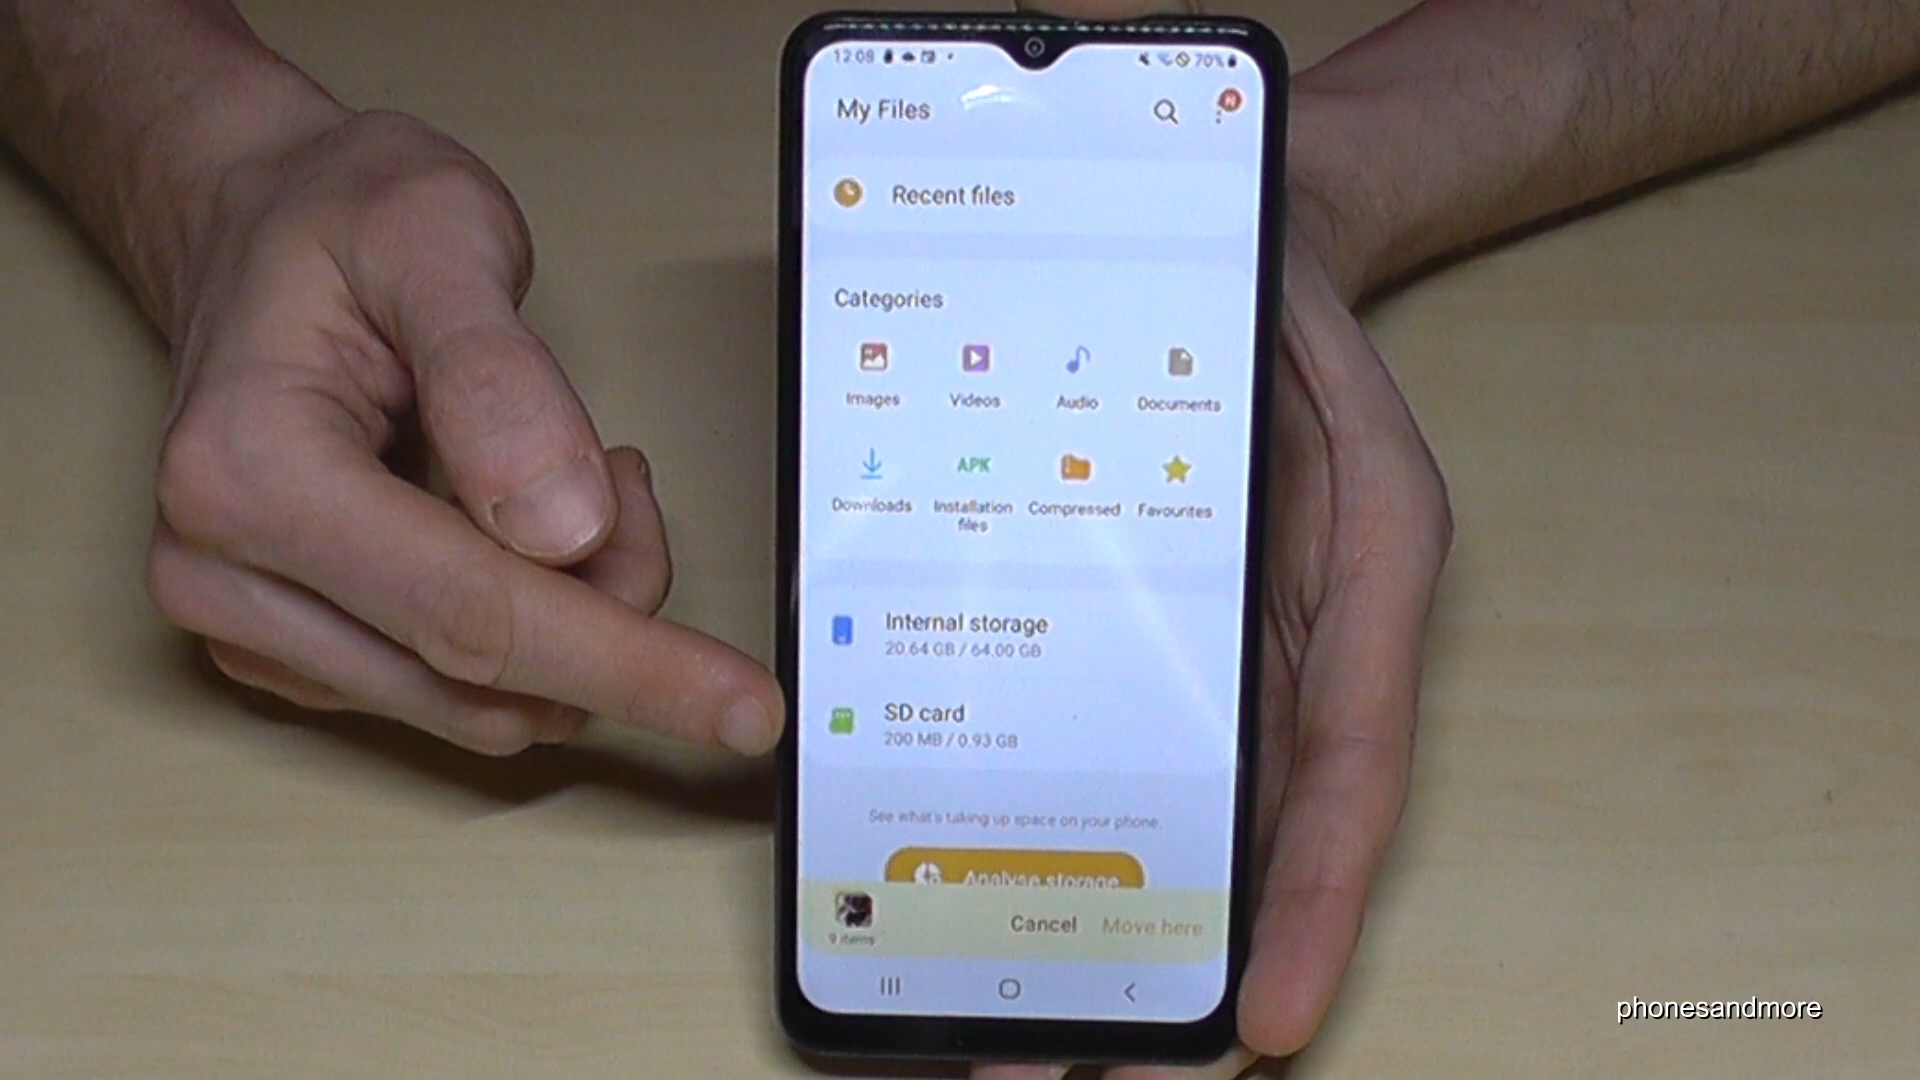 12:08
70%
My Files
N
Recent files
Categories
Images
Videos
Audio
Documents
Downloads
APK
Installation files
Compressed
Favourites
Internal storage
20.64 GB / 64.00 GB
SD card
200 MB / 0.93 GB
See what's taking up space on your phone.
Analyse storage
9 items
Cancel
Move here
phonesandmore